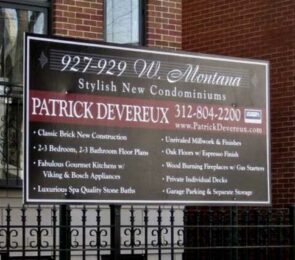 927-929 W. Montana
Stylish New Condominiums
PATRICK DEVEREUX 312-804-2200
www.PatrickDevereux.com
• Classic Brick New Construction
• 2-3 Bedroom, 2-3 Bathroom Floor Plans
• Fabulous Gourmet Kitchens w/
Viking & Bosch Appliances
• Luxurious Spa Quality Stone Baths
• Unrivaled Millwork & Finishes
• Oak Floors w/ Espresso Finish
• Wood Burning Fireplaces w/ Gas Starters
• Private Individual Decks
• Garage Parking & Separate Storage